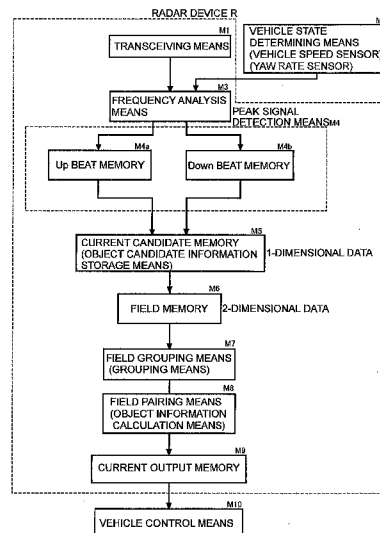 RADAR DEVICE R
M1
TRANSCEIVING MEANS
VEHICLE STATE
DETERMINING MEANS
(VEHICLE SPEED SENSOR)
(YAW RATE SENSOR)
M3
FREQUENCY ANALYSIS
MEANS
PEAK SIGNAL
DETECTION MEANS M4
M4a
Up BEAT MEMORY
M4b
Down BEAT MEMORY
M5
CURRENT CANDIDATE MEMORY
(OBJECT CANDIDATE INFORMATION
STORAGE MEANS)
1-DIMENSIONAL DATA
M6
FIELD MEMORY
2-DIMENSIONAL DATA
M7
FIELD GROUPING MEANS
(GROUPING MEANS)
M8
FIELD PAIRING MEANS
(OBJECT INFORMATION
CALCULATION MEANS)
M9
CURRENT OUTPUT MEMORY
M10
VEHICLE CONTROL MEANS